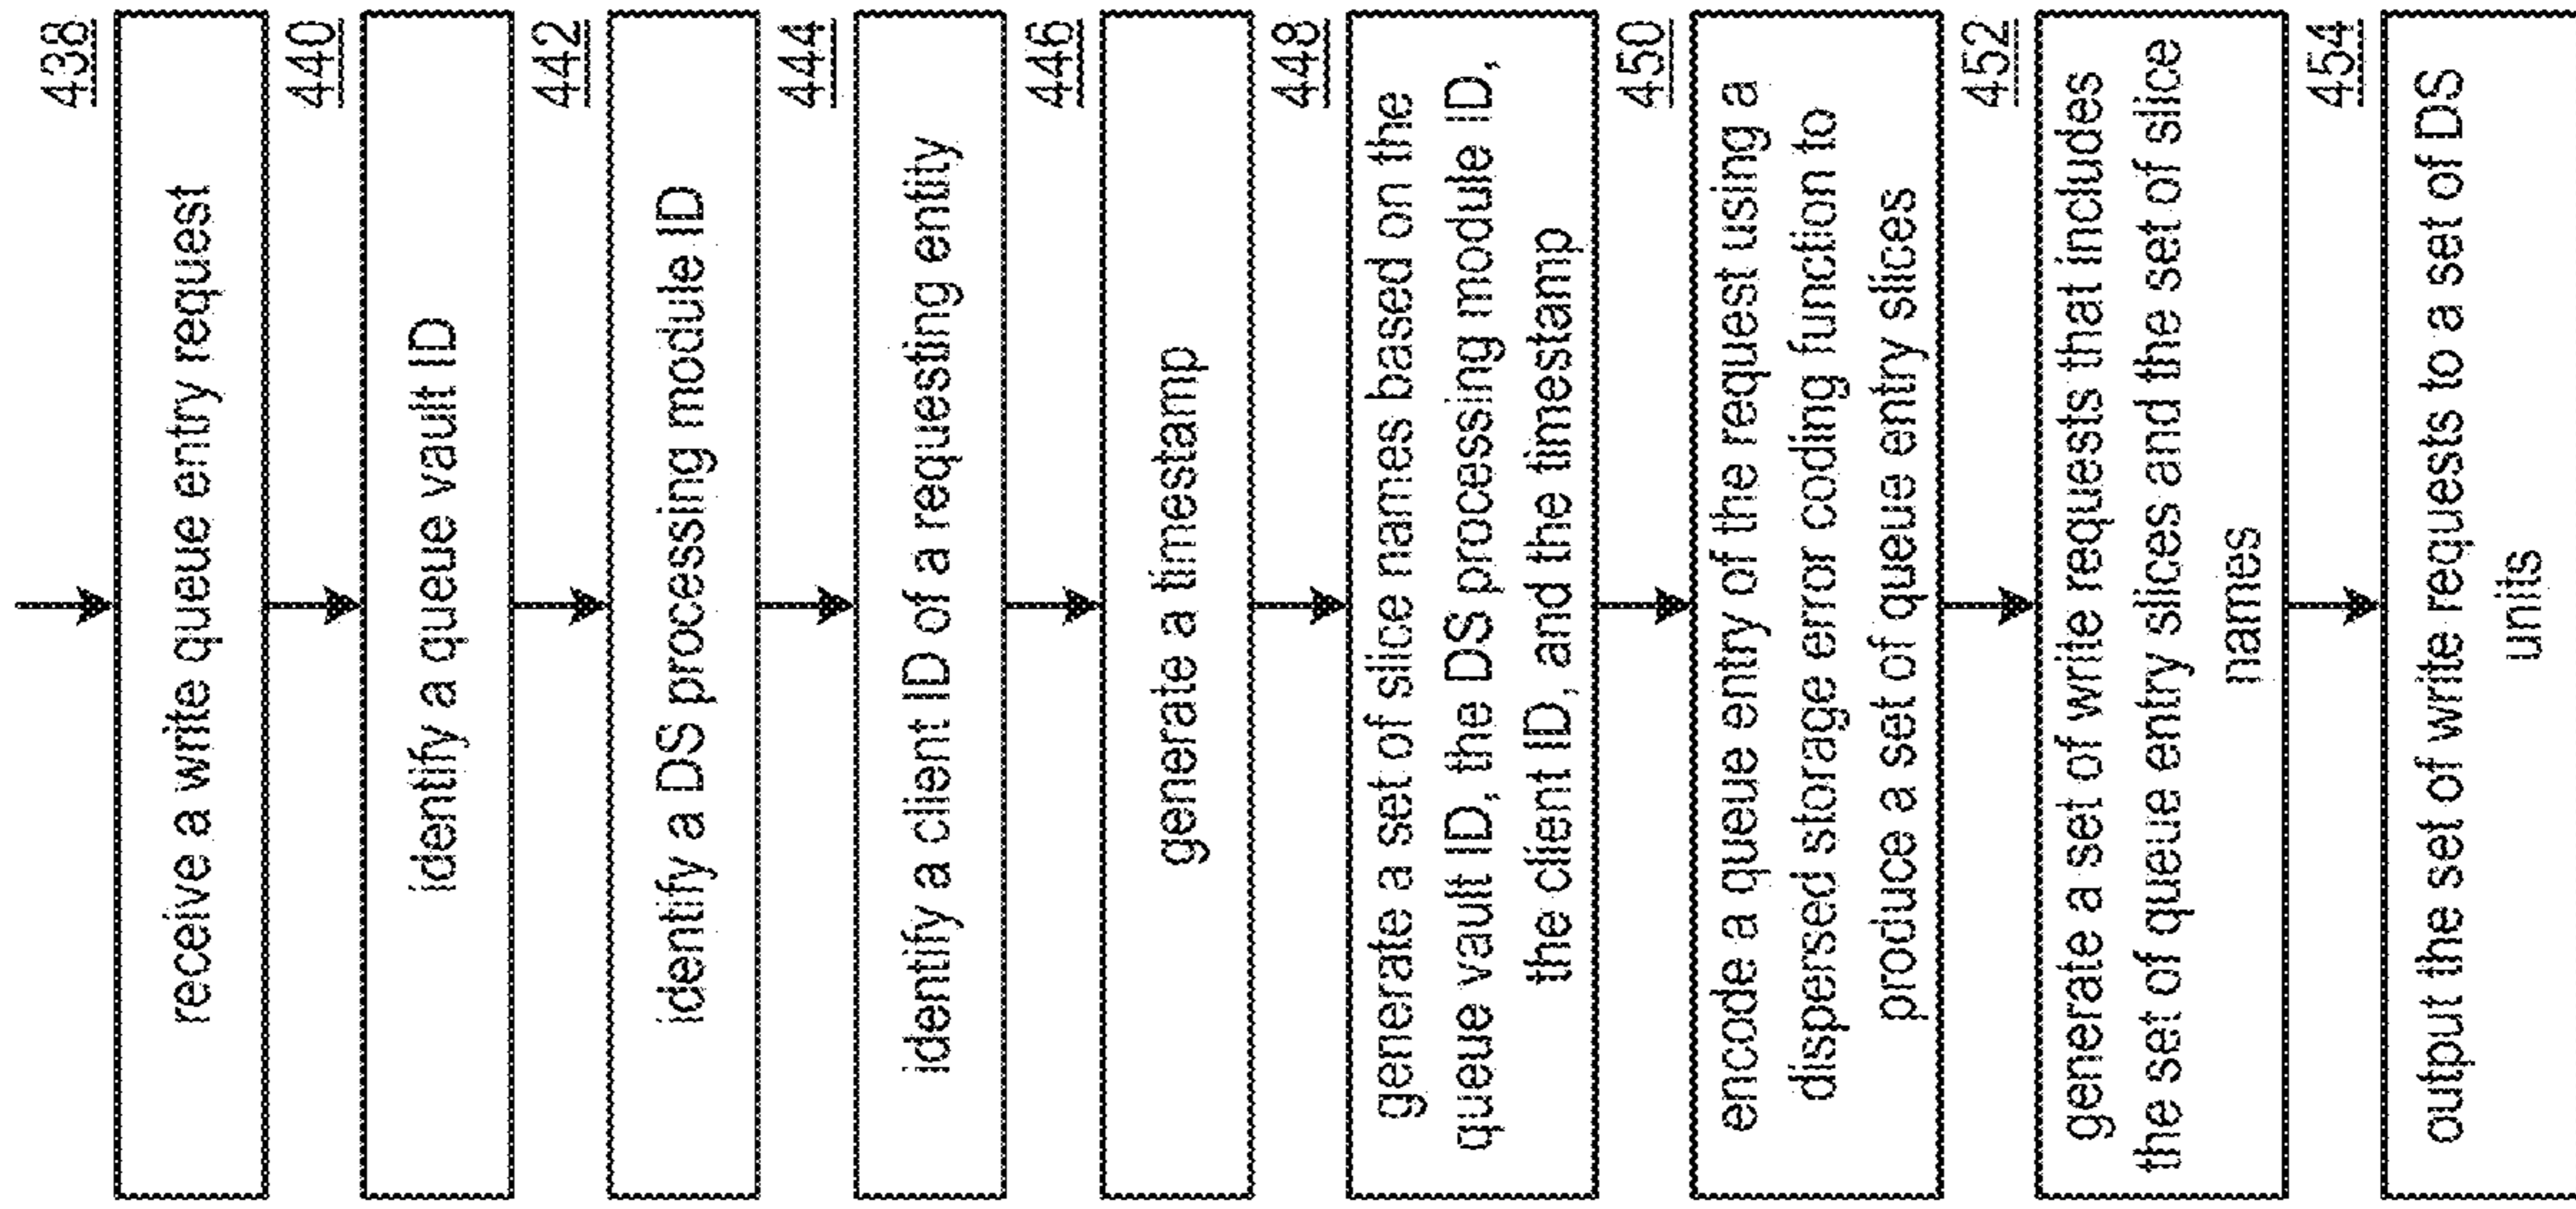 438
receive a write queue entry request
440
identify a queue vault ID
442
identify a DS processing module ID
444
identify a client ID of a requesting entity
446
generate a timestamp
448
generate a set of slice names based on the
queue vault ID, the DS processing module ID,
the client ID, and the timestamp
450
encode a queue entry of the request using a
dispersed storage error coding function to
produce a set of queue entry slices
452
generate a set of write requests that includes
the set of queue entry slices and the set of slice
names
454
output the set of write requests to a set of DS
units